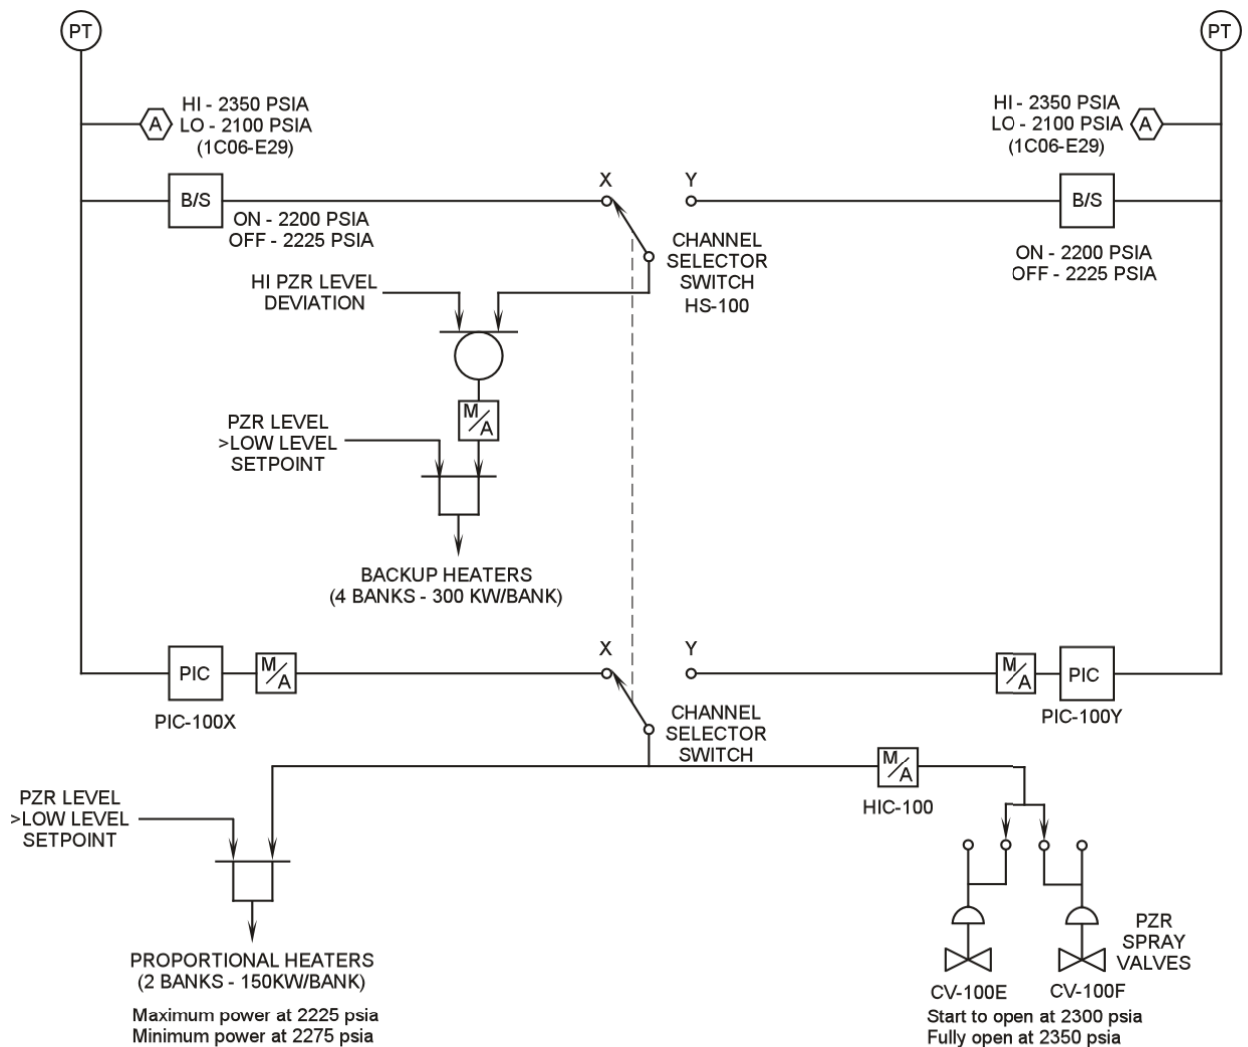 PT
PT
HI - 2350 PSIA
LO - 2100 PSIA
(1C06-E29)
A
HI - 2350 PSIA
LO - 2100 PSIA
(1C06-E29)
A
B/S
ON - 2200 PSIA
OFF - 2225 PSIA
X
Y
B/S
ON - 2200 PSIA
OFF - 2225 PSIA
CHANNEL
SELECTOR
SWITCH
HS-100
HI PZR LEVEL
DEVIATION
M/A
PZR LEVEL
>LOW LEVEL
SETPOINT
BACKUP HEATERS
(4 BANKS - 300 KW/BANK)
PIC
M/A
PIC-100X
X
Y
M/A
PIC
PIC-100Y
CHANNEL
SELECTOR
SWITCH
M/A
HIC-100
PZR LEVEL
>LOW LEVEL
SETPOINT
PROPORTIONAL HEATERS
(2 BANKS - 150KW/BANK)
Maximum power at 2225 psia
Minimum power at 2275 psia
PZR
SPRAY
VALVES
CV-100E
CV-100F
Start to open at 2300 psia
Fully open at 2350 psia